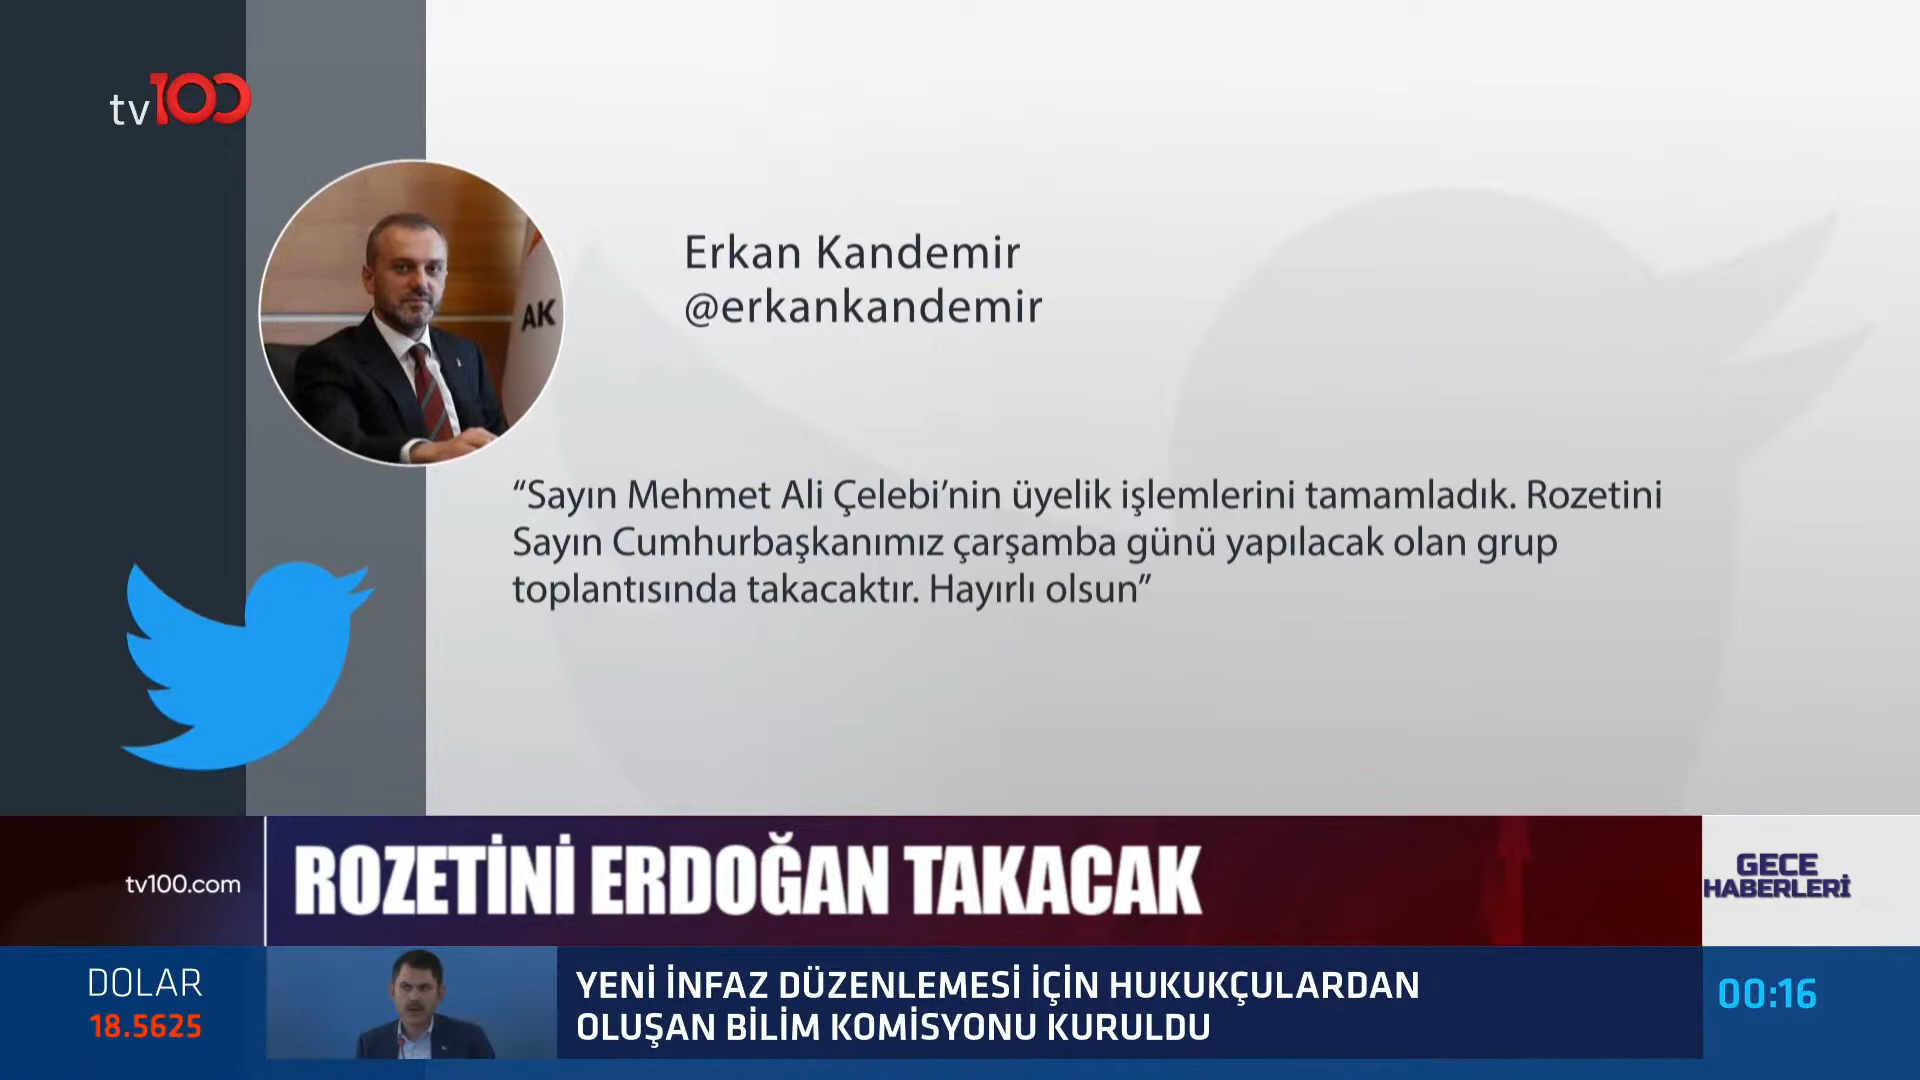 tv100
AK
Erkan Kandemir
@erkankandemir
“Sayın Mehmet Ali Çelebi’nin üyelik işlemlerini tamamladık. Rozetini
Sayın Cumhurbaşkanımız çarşamba günü yapılacak olan grup
toplantısında takacaktır. Hayırlı olsun”
tv100.com
ROZETİNİ ERDOĞAN TAKACAK
GECE
HABERLERİ
DOLAR
18.5625
YENİ İNFAZ DÜZENLEMESİ İÇİN HUKUKÇULARDAN
OLUŞAN BİLİM KOMİSYONU KURULDU
00:16